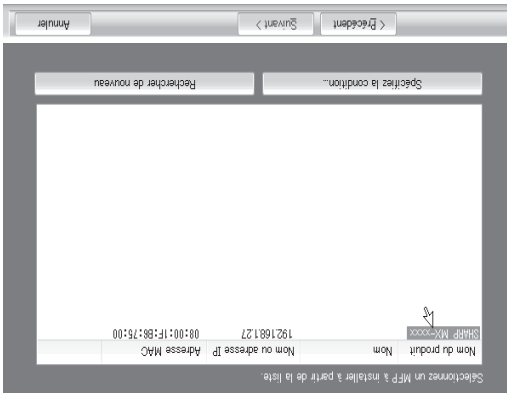 Sélectionnez un MFP à installer à partir de la liste.
Nom du produit Nom Nom ou adresse IP Adresse MAC
SHARP MX-xxxx 192.168.1.27 08:00:1F:B8:75:00
Spécifiez la condition... Rechercher de nouveau
< Précédent Suivant > Annuler